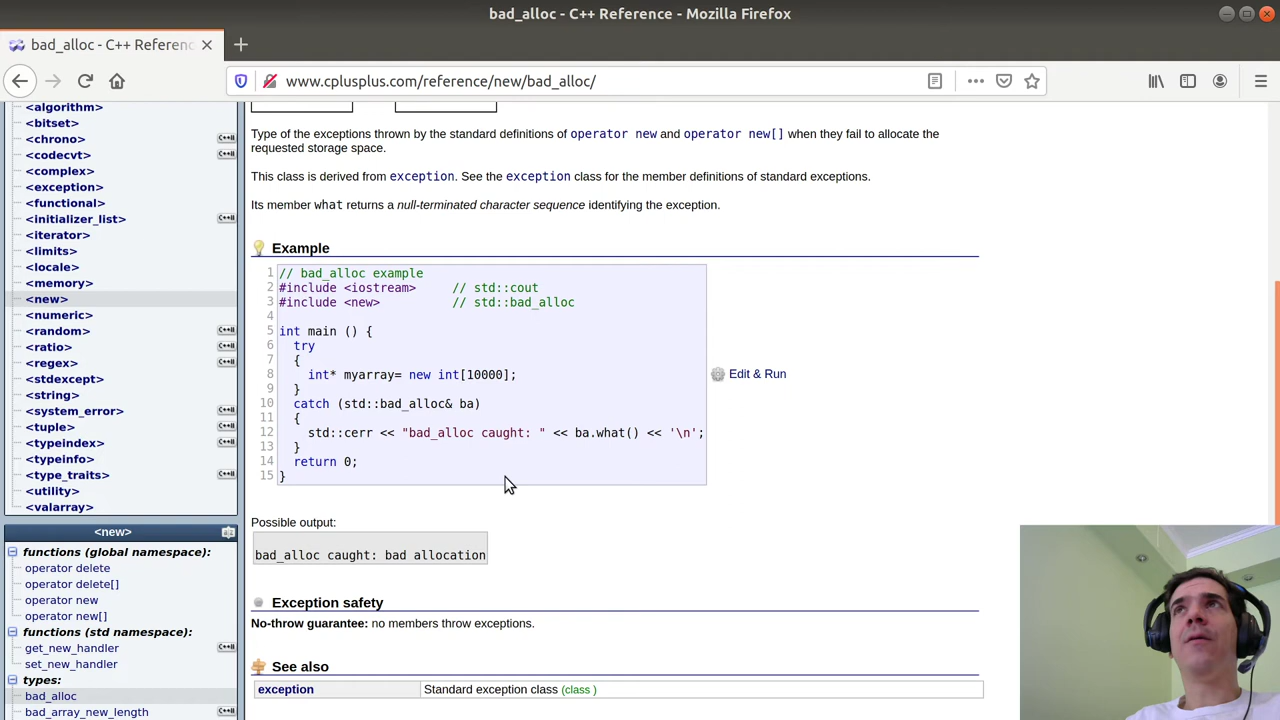 bad_alloc - C++ Reference - Mozilla Firefox
bad_alloc - C++ Referenc
www.cplusplus.com/reference/new/bad_alloc/
<algorithm>
<bitset>
<chrono>
<codecvt>
<complex>
<exception>
<functional>
<initializer_list>
<iterator>
<limits>
<locale>
<memory>
<new>
<numeric>
<random>
<ratio>
<regex>
<stdexcept>
<string>
<system_error>
<tuple>
<typeindex>
<typeinfo>
<type_traits>
<utility>
<valarray>
<new>
functions (global namespace):
operator delete
operator delete[]
operator new
operator new[]
functions (std namespace):
get_new_handler
set_new_handler
types:
bad_alloc
bad_array_new_length
Type of the exceptions thrown by the standard definitions of operator new and operator new[] when they fail to allocate the
requested storage space.
This class is derived from exception. See the exception class for the member definitions of standard exceptions.
Its member what returns a null-terminated character sequence identifying the exception.
Example
1 // bad_alloc example
2 #include <iostream> // std::cout
3 #include <new> // std::bad_alloc
4
5 int main () {
6 try
7 {
8 int* myarray= new int[10000];
9 }
10 catch (std::bad_alloc& ba)
11 {
12 std::cerr << "bad_alloc caught: " << ba.what() << '\n';
13 }
14 return 0;
15 }
Edit & Run
Possible output:
bad_alloc caught: bad allocation
Exception safety
No-throw guarantee: no members throw exceptions.
See also
exception Standard exception class (class )